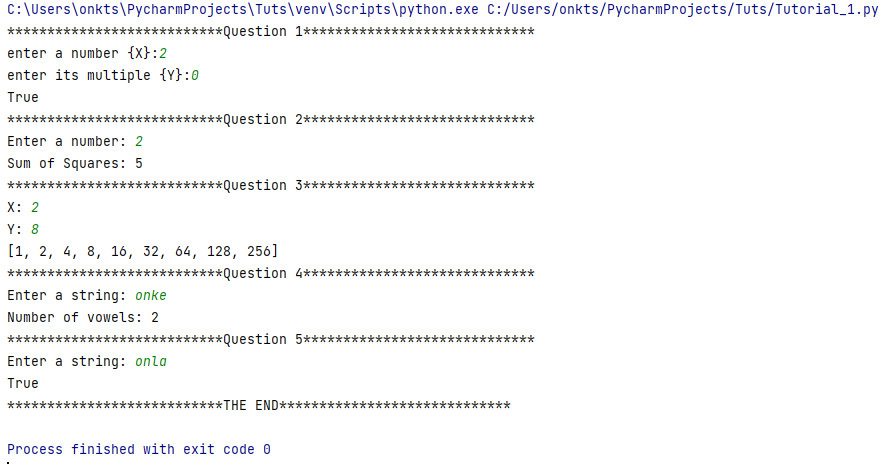 C:\Users\onkts\PycharmProjects\Tuts\venv\Scripts\python.exe C:/Users/onkts/PycharmProjects/Tuts/Tutorial_1.py
***************************Question 1*****************************
enter a number {X}:2
enter its multiple {Y}:0
True
***************************Question 2*****************************
Enter a number: 2
Sum of Squares: 5
***************************Question 3*****************************
X: 2
Y: 8
[1, 2, 4, 8, 16, 32, 64, 128, 256]
***************************Question 4*****************************
Enter a string: onke
Number of vowels: 2
***************************Question 5*****************************
Enter a string: onla
True
***************************THE END*****************************
Process finished with exit code 0